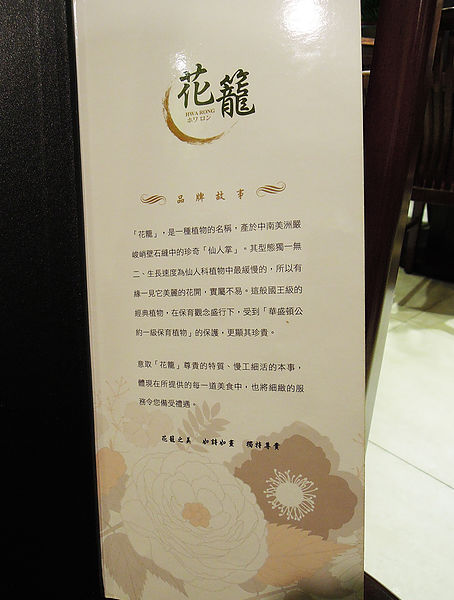 花籠
HWA RONG
ホワ ロン
品牌故事
「花籠」，是一種植物的名稱，產於中南美洲嚴
峻峭壁石縫中的珍奇「仙人掌」。其型態獨一無
二、生長速度為仙人科植物中最緩慢的，所以有
緣一見它美麗的花開，實屬不易。這般國王級的
經典植物，在保育觀念盛行下，受到「華盛頓公
約一級保育植物」的保護，更顯其珍貴。
意取「花籠」尊貴的特質、慢工細活的本事，
體現在所提供的每一道美食中，也將細緻的服
務令您備受禮遇。
花籠之美 如詩如畫 獨特尊貴